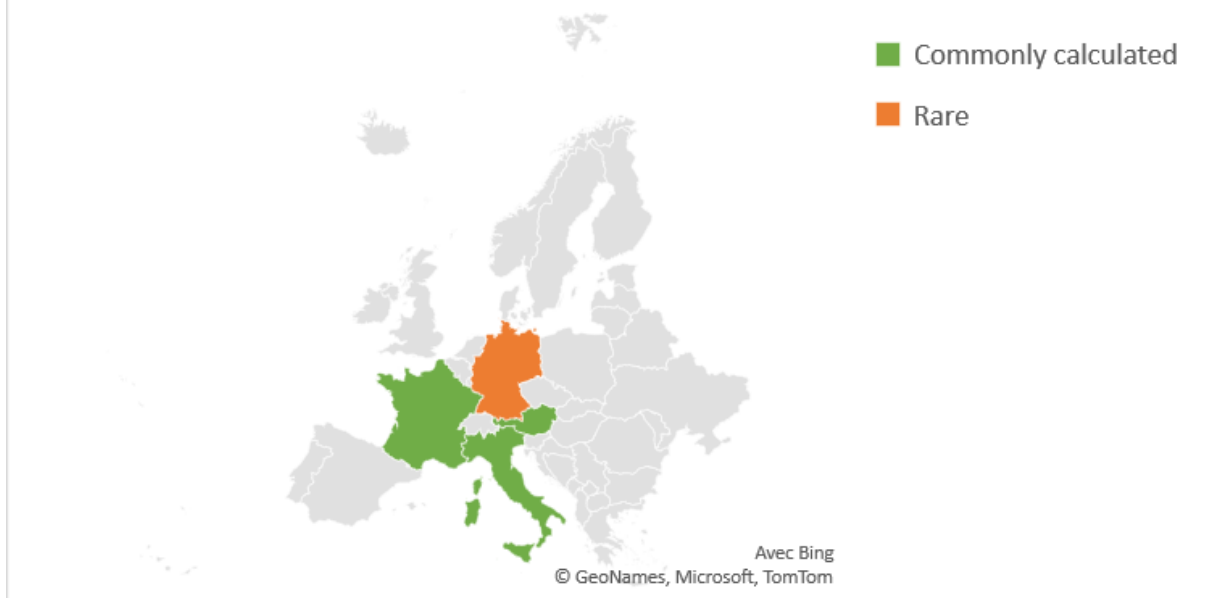 Commonly calculated
Rare
Avec Bing
© GeoNames, Microsoft, TomTom